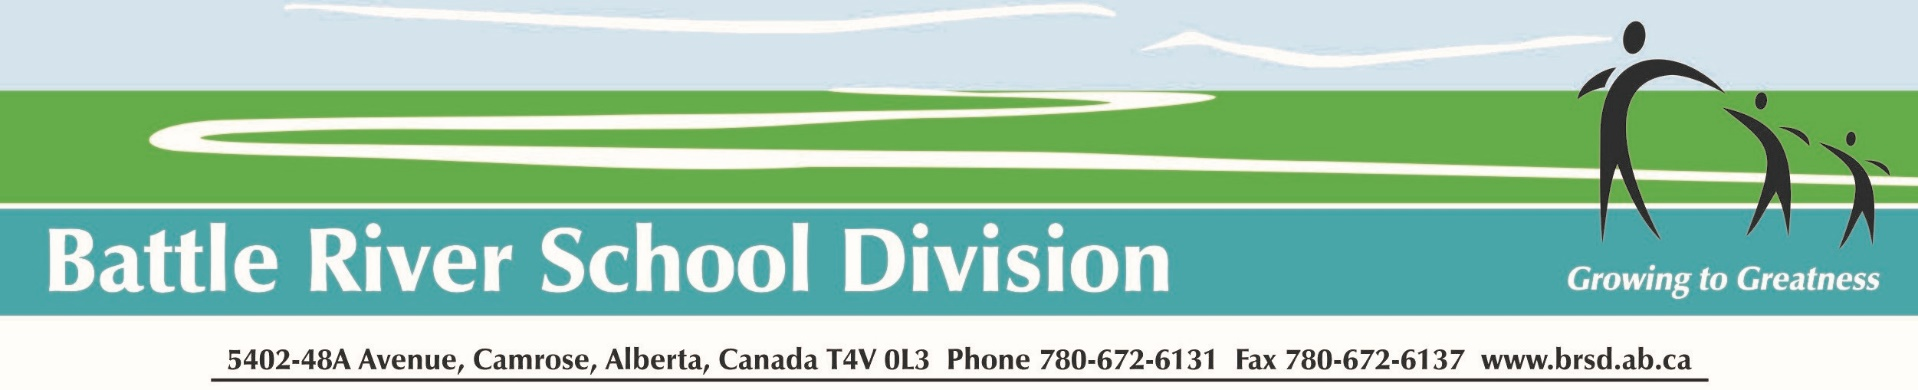 Battle River School Division
Growing to Greatness
5402-48A Avenue, Camrose, Alberta, Canada T4V 0L3 Phone 780-672-6131 Fax 780-672-6137 www.brsd.ab.ca